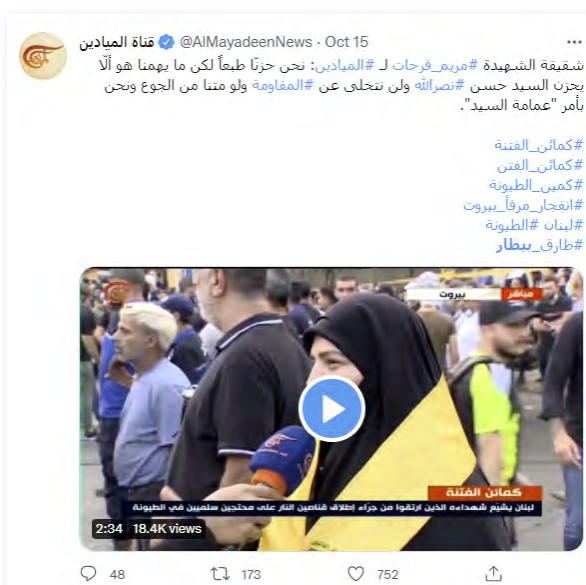 قناة الميادين @AlMayadeenNews · Oct 15
شقيقة الشهيدة #مريم_فرحات لـ #الميادين: نحن حزنّا طبعاً لكن ما يهمنا هو ألّا
يحزن السيد حسن #نصرالله ولن نتخلى عن #المقاومة ولو متنا من الجوع ونحن
بأمر "عمامة السيد".
#كمائن_الفتنة
#كمائن_الفتن
#كمين_الطيونة
#انفجار_مرفأ_بيروت
#لبنان #الطيونة
#طارق_بيطار
مباشر بيروت
كمائن الفتنة
لبنان يشيّع شهداءه الذين ارتقوا من جرّاء إطلاق قناصين النار على محتجين سلميين في الطيونة
2:34 18.4K views
48 173 752